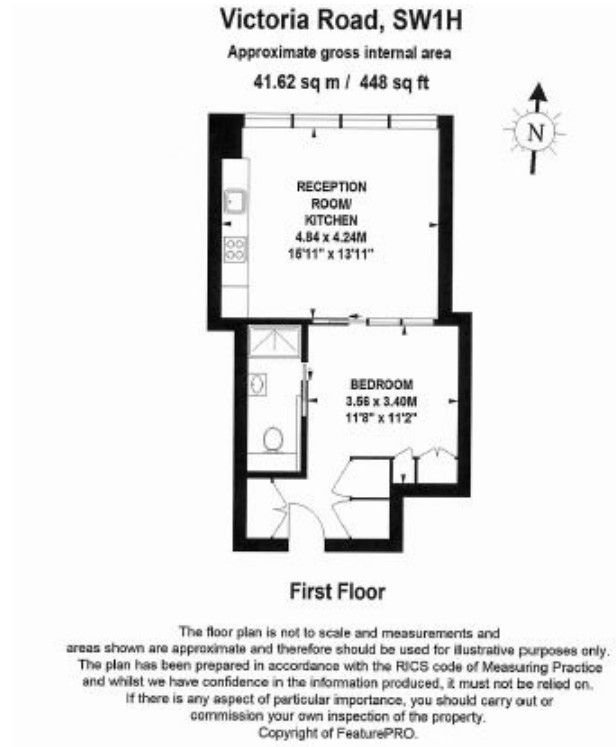 Victoria Road, SW1H
Approximate gross internal area
41.62 sq m / 448 sq ft
N
RECEPTION
ROOM/
KITCHEN
4.84 x 4.24M
16'11" x 13'11"
BEDROOM
3.56 x 3.40M
11'8" x 11'2"
First Floor
The floor plan is not to scale and measurements and
areas shown are approximate and therefore should be used for illustrative purposes only.
The plan has been prepared in accordance with the RICS code of Measuring Practice
and whilst we have confidence in the information produced, it must not be relied on.
If there is any aspect of particular importance, you should carry out or
commission your own inspection of the property.
Copyright of FeaturePRO.